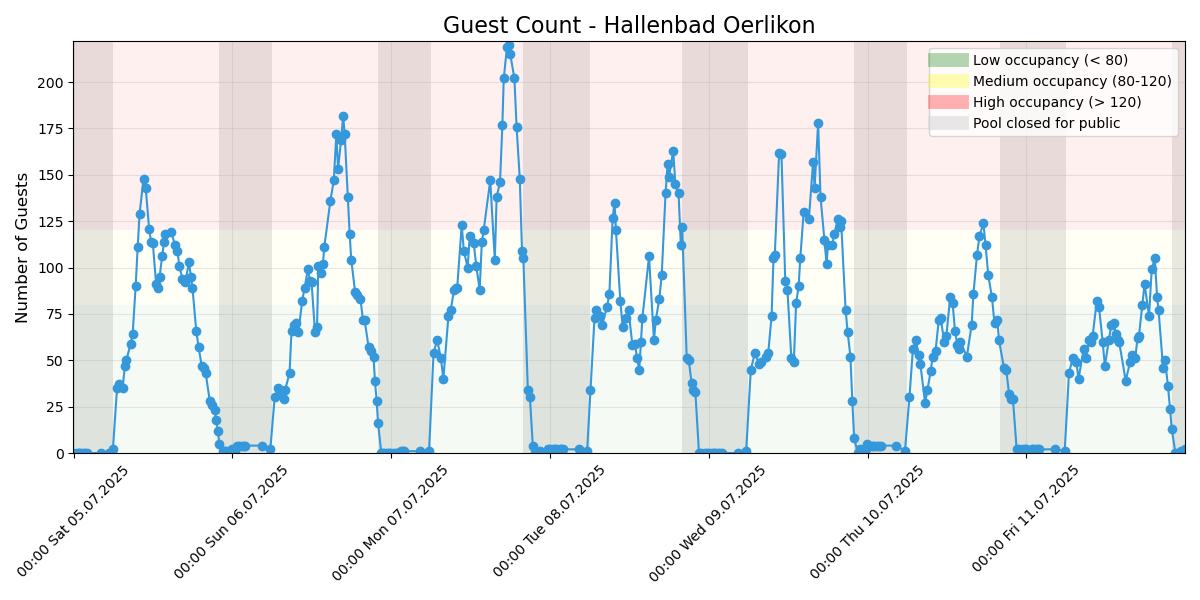 Guest Count - Hallenbad Oerlikon
Number of Guests
200
175
150
125
100
75
50
25
0
Low occupancy (< 80)
Medium occupancy (80-120)
High occupancy (> 120)
Pool closed for public
00:00 Sat 05.07.2025
00:00 Sun 06.07.2025
00:00 Mon 07.07.2025
00:00 Tue 08.07.2025
00:00 Wed 09.07.2025
00:00 Thu 10.07.2025
00:00 Fri 11.07.2025